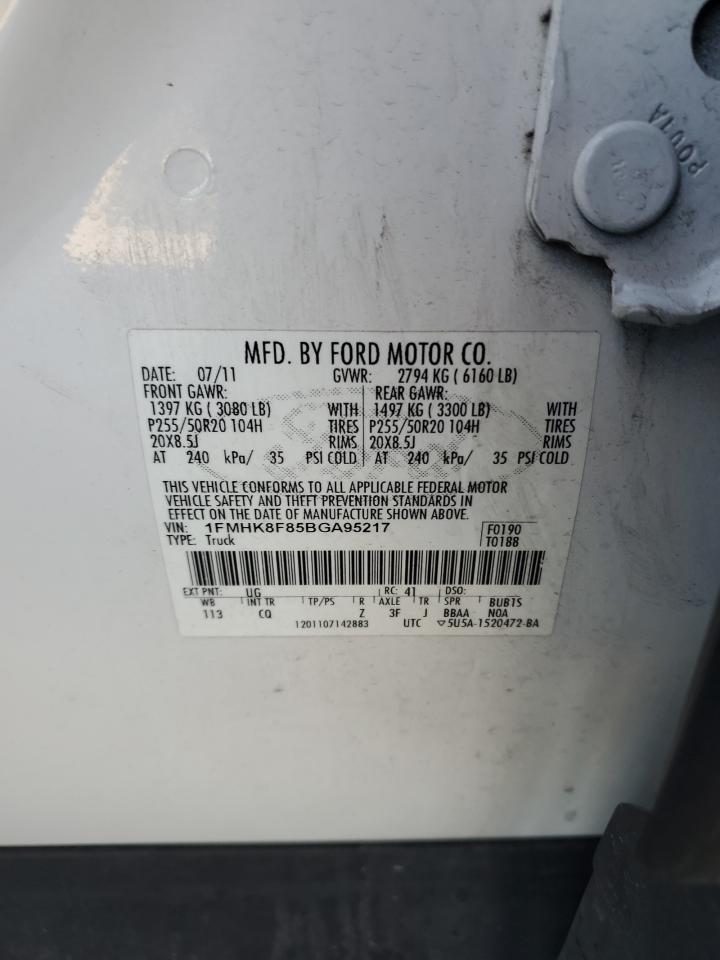 POVTA
MFD. BY FORD MOTOR CO.
DATE: 07/11 GVWR: 2794 KG ( 6160 LB)
FRONT GAWR: REAR GAWR:
1397 KG ( 3080 LB) WITH 1497 KG ( 3300 LB) WITH
P255/50R20 104H TIRES P255/50R20 104H TIRES
20X8.5J RIMS 20X8.5J RIMS
AT 240 kPa/ 35 PSI COLD AT 240 kPa/ 35 PSI COLD
THIS VEHICLE CONFORMS TO ALL APPLICABLE FEDERAL MOTOR
VEHICLE SAFETY AND THEFT PREVENTION STANDARDS IN
EFFECT ON THE DATE OF MANUFACTURE SHOWN ABOVE.
VIN: 1FMHK8F85BGA95217 F0190
TYPE: Truck T0188
EXT PNT: UG RC: 41 DSO:
WB INT TR TP/PS R AXLE TR SPR BUB1S
113 CQ Z 3F J BBAA N0A
1201107142883 UTC ▽5U5A-1520472-BA